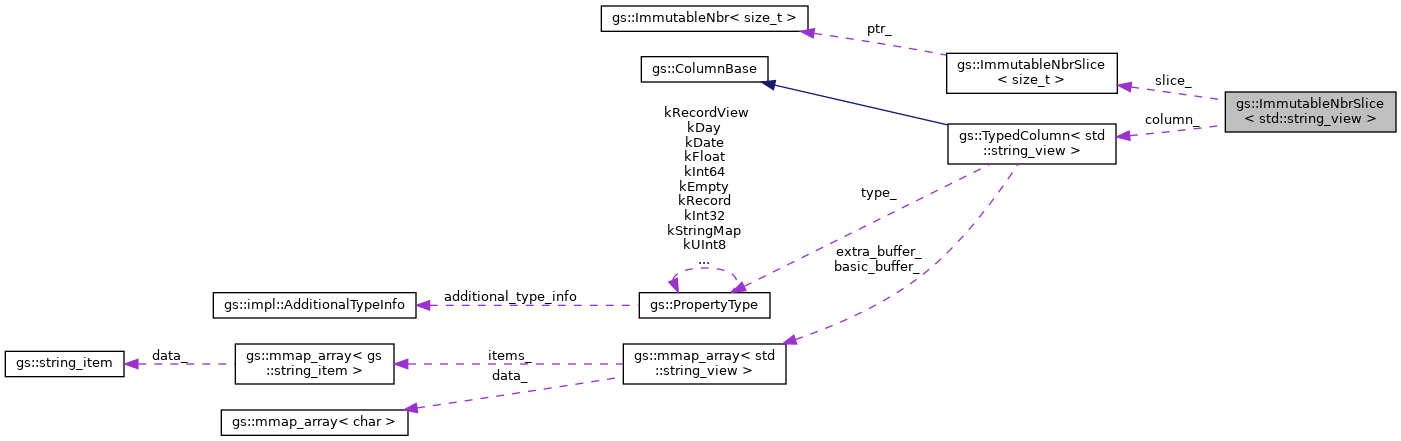 gs::ImmutableNbr< size_t >
ptr_
gs::ImmutableNbrSlice
< size_t >
slice_
gs::ImmutableNbrSlice
< std::string_view >
gs::ColumnBase
column_
gs::TypedColumn< std
::string_view >
kRecordView
kDay
kDate
kFloat
kInt64
kEmpty
kRecord
kInt32
kStringMap
kUInt8
...
type_
extra_buffer_
basic_buffer_
gs::impl::AdditionalTypeInfo
additional_type_info
gs::PropertyType
gs::string_item
data_
gs::mmap_array< gs
::string_item >
items_
gs::mmap_array< std
::string_view >
data_
gs::mmap_array< char >